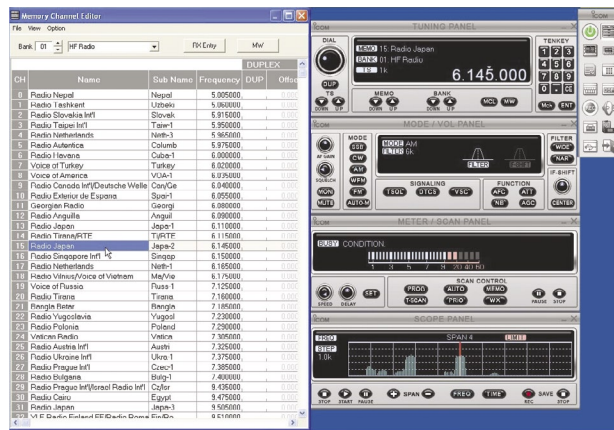 Memory Channel Editor
File View Option
Bank 01 HF Radio RX Entry MW
DUPLEX
CH Name Sub Name Frequency DUP Offse
0 Radio Nepal Nepal 5.005000
1 Radio Tashkent Uzbeki 5.060000
2 Radio Slovakia Int'l Slovak 5.915000
3 Radio Taipei Int'l Taiw-1 5.950000
4 Radio Netherlands Neth-3 5.965000
5 Radio Autentica Columb 5.975000
6 Radio Havana Cuba-1 6.000000
7 Voice of Turkey Turkey 6.020000
8 Voice of America VOA-1 6.035000
9 Radio Canada Int'l/Deutsche Welle Can/Ge 6.040000
10 Radio Exterior de Espana Spai-1 6.055000
11 Georgian Radio Georgi 6.080000
12 Radio Anguilla Anguil 6.090000
13 Radio Japan Japa-1 6.110000
14 Radio Tirana/RTE Ti/RTE 6.115000
15 Radio Japan Japa-2 6.145000
16 Radio Singapore Int'l Singap 6.150000
17 Radio Netherlands Neth-1 6.165000
18 Radio Vilnius/Voice of Vietnam 6.175000
19 Voice of Russia Russ-1 7.125000
20 Radio Tirana Tirana 7.160000
21 Bangla Betar Bangla 7.185000
22 Radio Yugoslavia Yugosl 7.230000
23 Radio Polonia Poland 7.290000
24 Vatican Radio Vatica 7.305000
25 Radio Austria Int'l Austri 7.325000
26 Radio Ukraine Int'l Ukra-1 7.375000
27 Radio Prague Int'l Czec-1 7.385000
28 Radio Bulgaria Bulg-1 7.400000
29 Radio Prague Int'l/Israel Radio Int'l Cz/Isr 9.435000
30 Radio Cairo Egypt 9.475000
31 Radio Japan Japa-3 9.505000
ICOM TUNING PANEL
DIAL
MEMO 15: Radio Japan
BANK 01: HF Radio
TS 1k
6.145.000
TENKEY
1 2 3
4 5 6
7 8 9
0 . CE
DUP
TS MEMO BANK
DOWN UP DOWN UP DOWN UP
MCL MW ENT
ICOM MODE / VOL PANEL
AF GAIN
SQUELCH
MON
MUTE
MODE
SSB
CW
AM
WFM
FM
AUTO-M
MODE AM
FILTER 6k
FILTER IF-SHIFT
SIGNALING
TSQL DTCS VSC
FUNCTION
AFC ATT
NB AGC
FILTER
WIDE
NAR
IF-SHIFT
CENTER
ICOM METER / SCAN PANEL
BUSY CONDITION:
1 3 5 7 9 20 40 60
SCAN CONTROL
SPEED DELAY SET
PROG AUTO MEMO
T-SCAN PRIO WX
PAUSE STOP
ICOM SCOPE PANEL
FREQ SPAN 4 LIMIT
STEP
1.0k
STOP START PAUSE
SPAN FREQ TIME
REC SAVE STOP